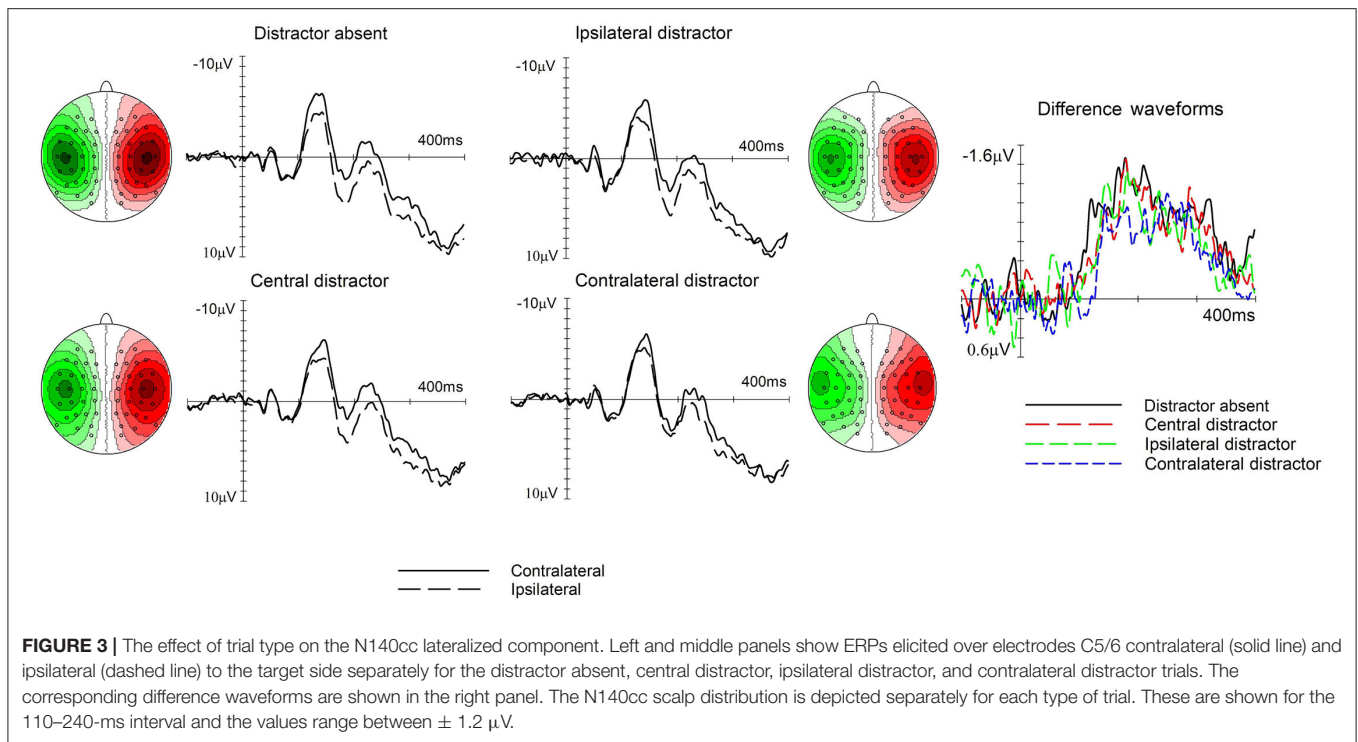 Distractor absent
-10µV
400ms
10µV
Ipsilateral distractor
-10µV
400ms
10µV
Central distractor
-10µV
400ms
10µV
Contralateral distractor
-10µV
400ms
10µV
Difference waveforms
-1.6µV
400ms
0.6µV
Distractor absent
Central distractor
Ipsilateral distractor
Contralateral distractor
Contralateral
Ipsilateral
FIGURE 3 | The effect of trial type on the N140cc lateralized component. Left and middle panels show ERPs elicited over electrodes C5/6 contralateral (solid line) and
ipsilateral (dashed line) to the target side separately for the distractor absent, central distractor, ipsilateral distractor, and contralateral distractor trials. The
corresponding difference waveforms are shown in the right panel. The N140cc scalp distribution is depicted separately for each type of trial. These are shown for the
110–240-ms interval and the values range between ± 1.2 µV.